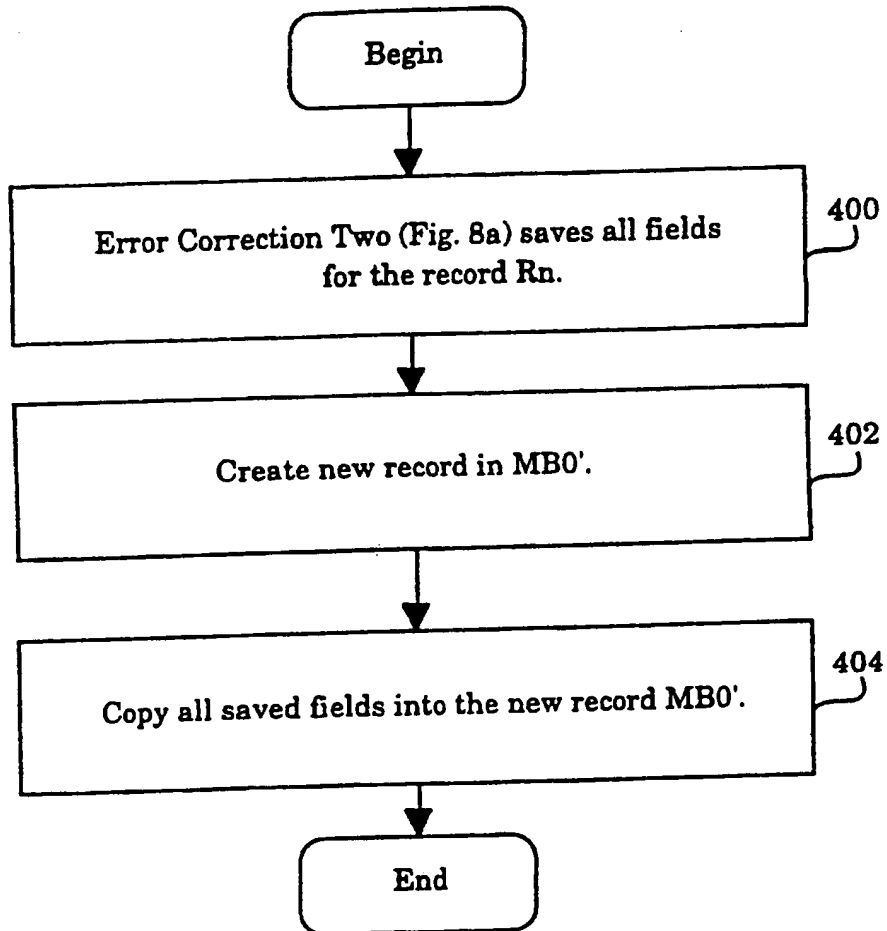 Begin
Error Correction Two (Fig. 8a) saves all fields
for the record Rn.
400
Create new record in MB0'.
402
Copy all saved fields into the new record MB0'.
404
End